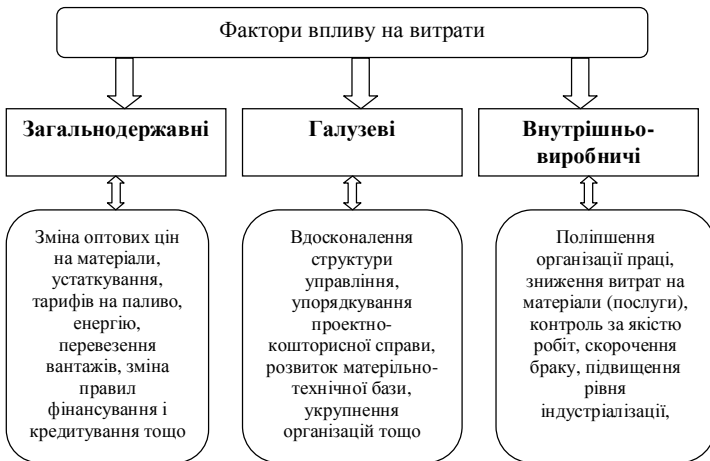 Фактори впливу на витрати
Загальнодержавні
Галузеві
Внутрішньо-
виробничі
Зміна оптових цін
на матеріали,
устаткування,
тарифів на паливо,
енергію,
перевезення
вантажів, зміна
правил
фінансування і
кредитування тощо
Вдосконалення
структури
управління,
упорядкування
проектно-
кошторисної справи,
розвиток матерільно-
технічної бази,
укрупнення
організацій тощо
Поліпшення
організації праці,
зниження витрат на
матеріали (послуги),
контроль за якістю
робіт, скорочення
браку, підвищення
рівня
індустріалізації,